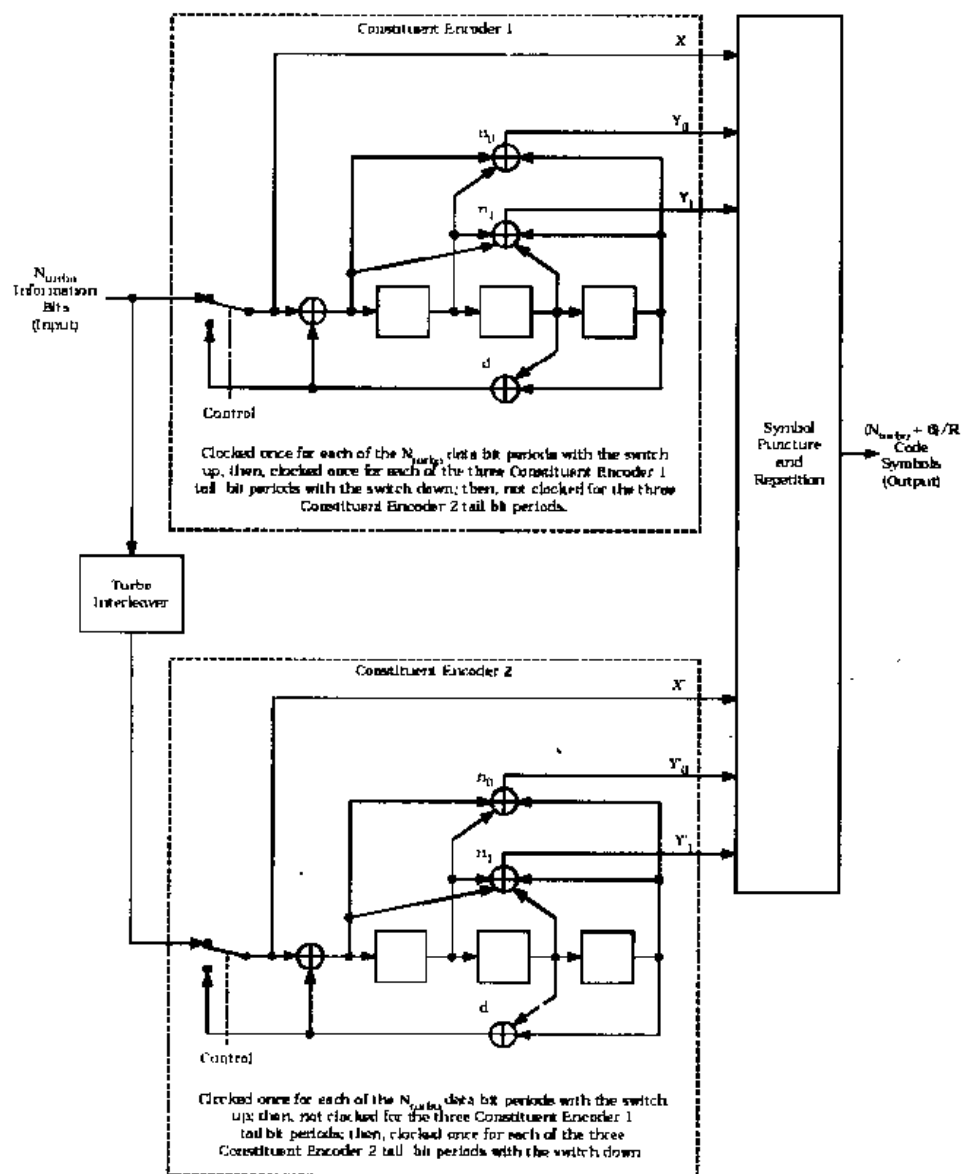 Constituent Encoder 1
X
n0
Y0
n1
Y1
Nturbo
Information
Bits
(Input)
d
Control
Clocked once for each of the Nturbo data bit periods with the switch
up; then, clocked once for each of the three Constituent Encoder 1
tail bit periods with the switch down; then, not clocked for the three
Constituent Encoder 2 tail bit periods.
Symbol
Puncture
and
Repetition
(Nturbo + 6)/R
Code
Symbols
(Output)
Turbo
Interleaver
Constituent Encoder 2
X'
n0
Y'0
n1
Y'1
d
Control
Clocked once for each of the Nturbo data bit periods with the switch
up; then, not clocked for the three Constituent Encoder 1
tail bit periods; then, clocked once for each of the three
Constituent Encoder 2 tail bit periods with the switch down